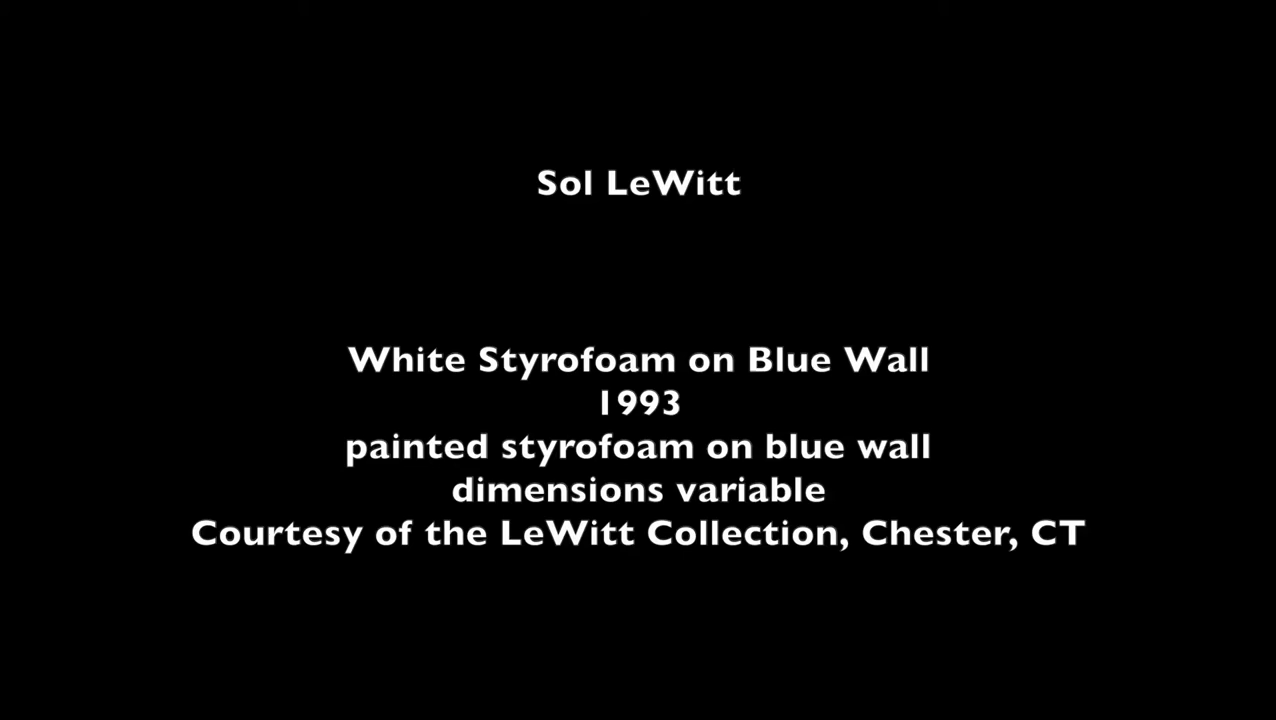 Sol LeWitt
White Styrofoam on Blue Wall
1993
painted styrofoam on blue wall
dimensions variable
Courtesy of the LeWitt Collection, Chester, CT